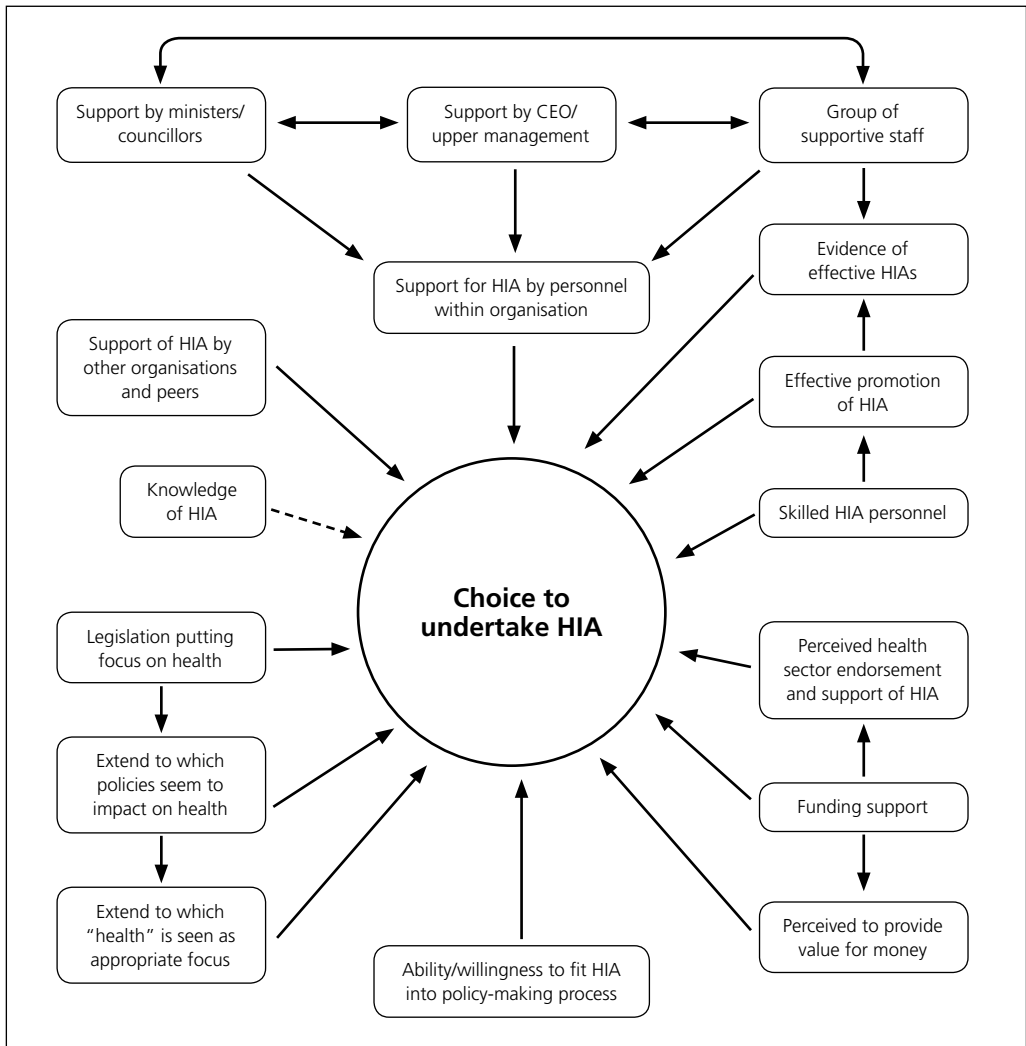 Support by ministers/
councillors
Support by CEO/
upper management
Group of
supportive staff
Evidence of
effective HIAs
Support for HIA by personnel
within organisation
Support of HIA by
other organisations
and peers
Effective promotion
of HIA
Knowledge
of HIA
Skilled HIA personnel
Choice to
undertake HIA
Legislation putting
focus on health
Perceived health
sector endorsement
and support of HIA
Extend to which
policies seem to
impact on health
Funding support
Extend to which
“health” is seen as
appropriate focus
Perceived to provide
value for money
Ability/willingness to fit HIA
into policy-making process